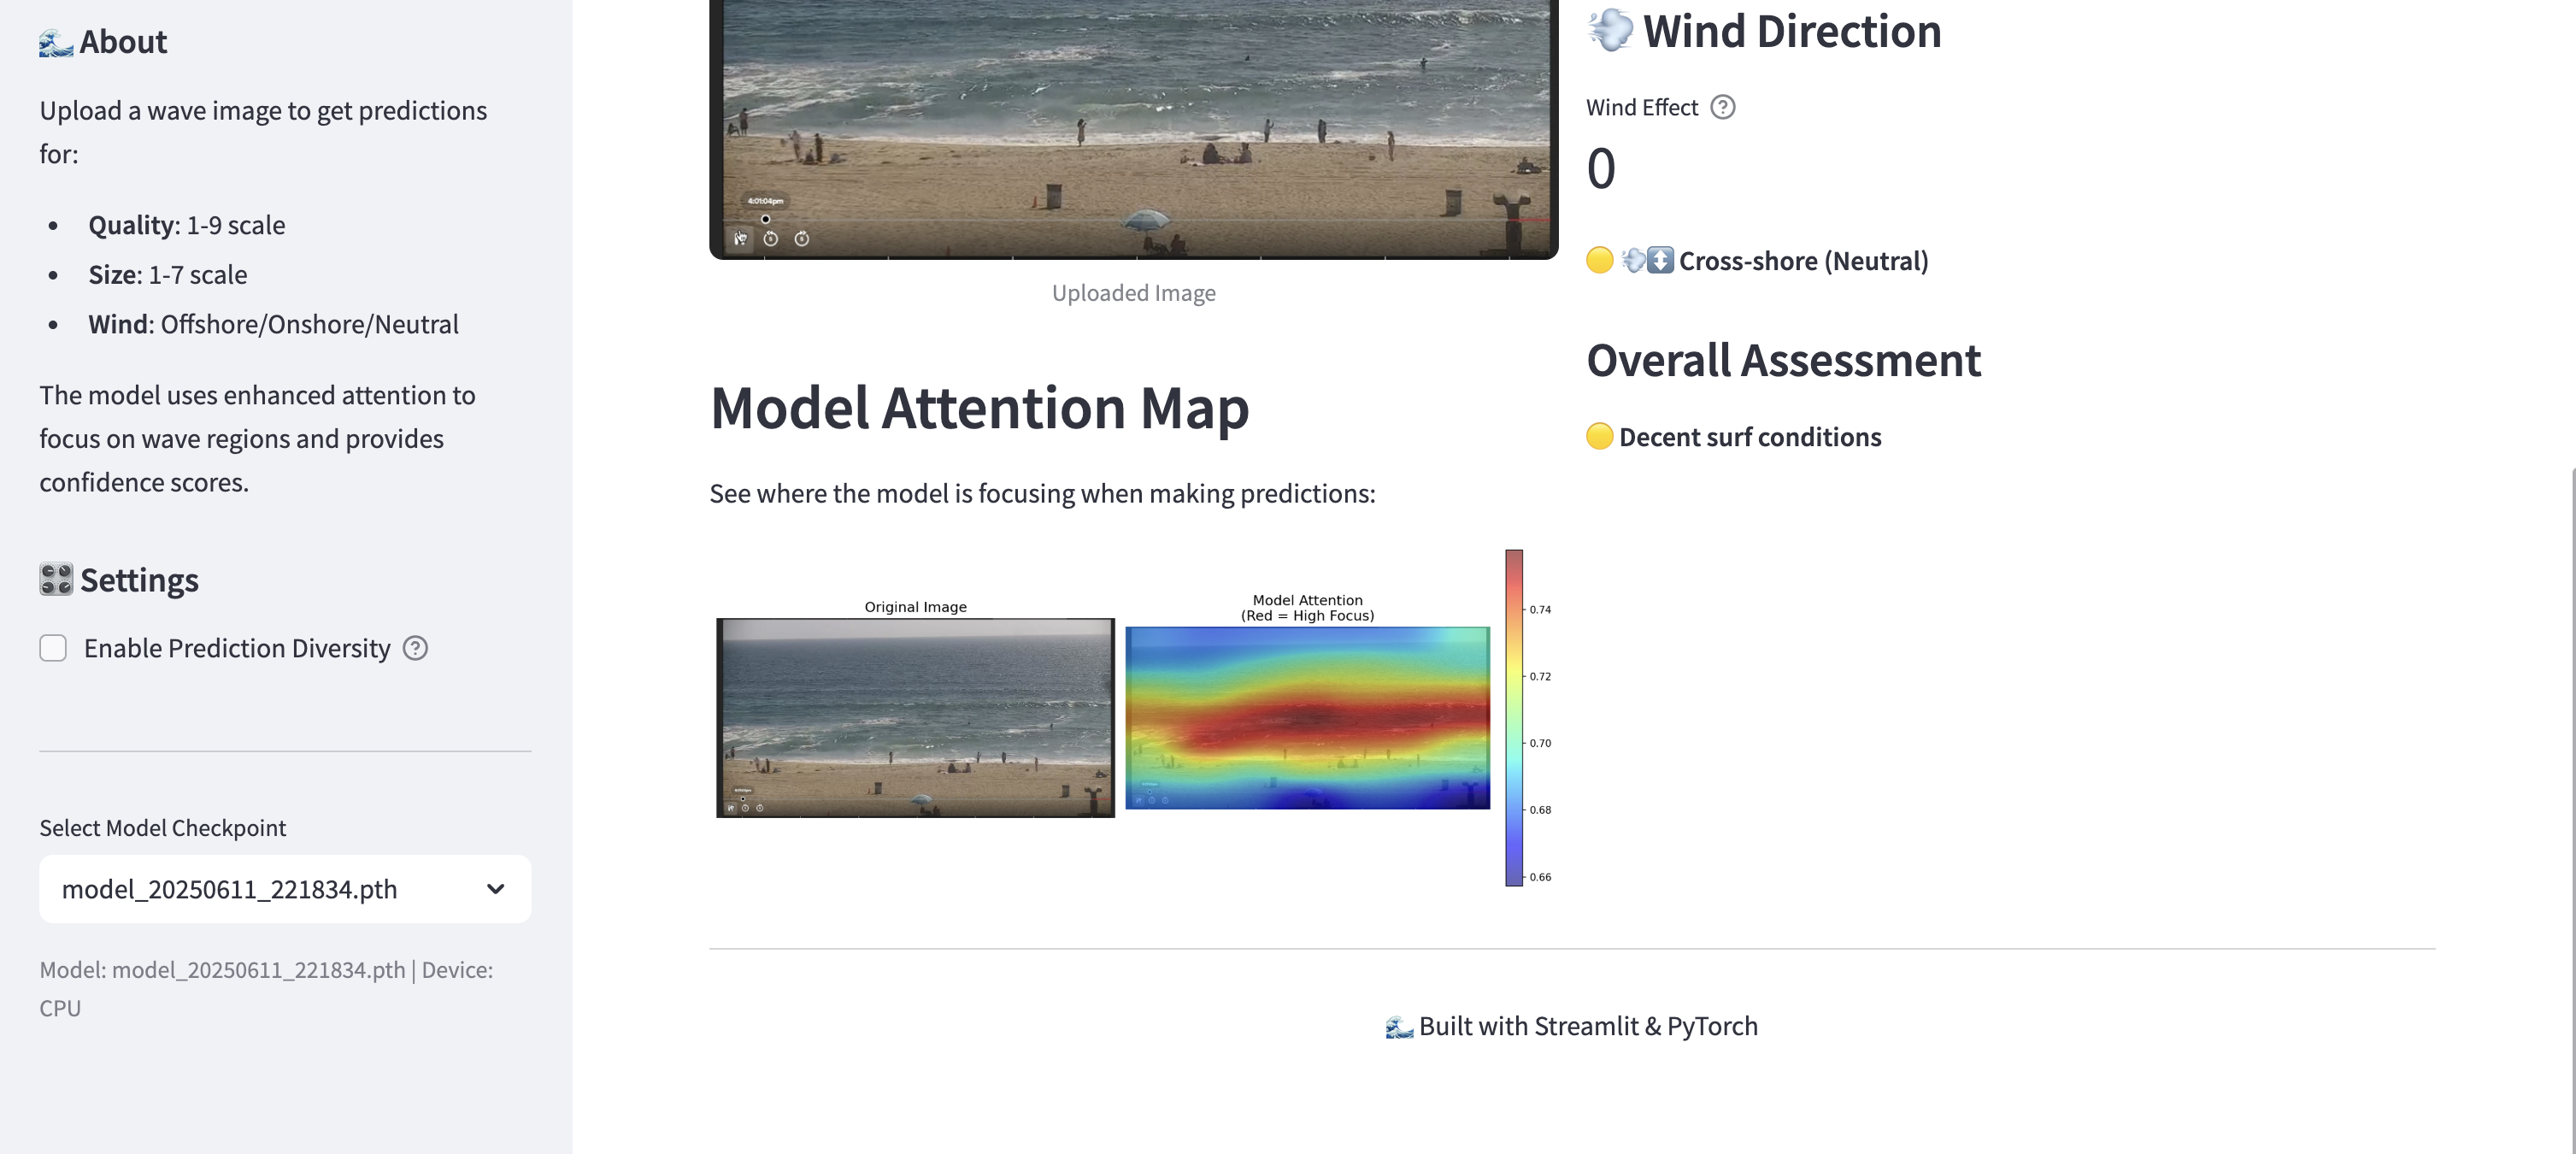 About
Upload a wave image to get predictions
for:
• Quality: 1-9 scale
• Size: 1-7 scale
• Wind: Offshore/Onshore/Neutral
The model uses enhanced attention to
focus on wave regions and provides
confidence scores.
Settings
Enable Prediction Diversity
Select Model Checkpoint
model_20250611_221834.pth
Model: model_20250611_221834.pth | Device:
CPU
4:01:04pm
Uploaded Image
Model Attention Map
See where the model is focusing when making predictions:
Original Image
Model Attention
(Red = High Focus)
0.74
0.72
0.70
0.68
0.66
Wind Direction
Wind Effect
0
Cross-shore (Neutral)
Overall Assessment
Decent surf conditions
Built with Streamlit & PyTorch